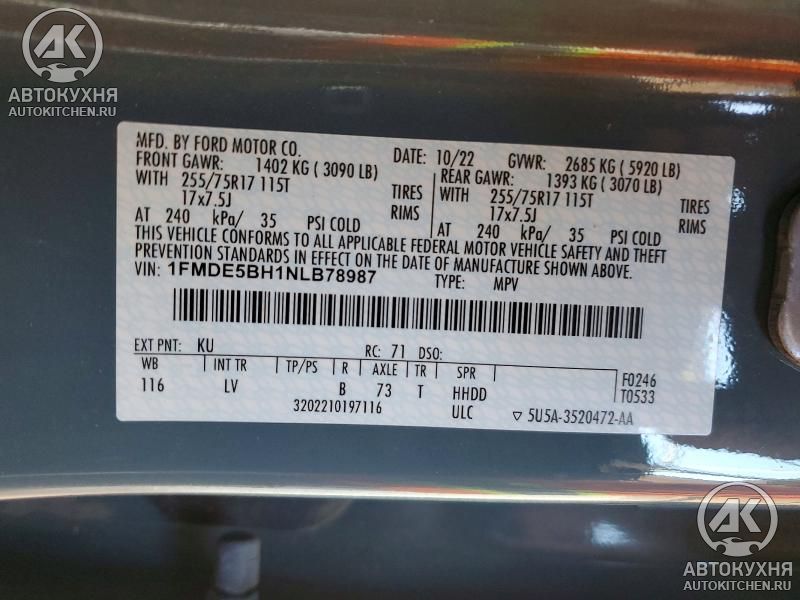 AK
АВТОКУХНЯ
AUTOKITCHEN.RU
MFD. BY FORD MOTOR CO.
DATE: 10/22 GVWR: 2685 KG ( 5920 LB)
FRONT GAWR: 1402 KG ( 3090 LB) REAR GAWR: 1393 KG ( 3070 LB)
WITH 255/75R17 115T TIRES WITH 255/75R17 115T TIRES
17x7.5J RIMS 17x7.5J RIMS
AT 240 kPa/ 35 PSI COLD AT 240 kPa/ 35 PSI COLD
THIS VEHICLE CONFORMS TO ALL APPLICABLE FEDERAL MOTOR VEHICLE SAFETY AND THEFT
PREVENTION STANDARDS IN EFFECT ON THE DATE OF MANUFACTURE SHOWN ABOVE.
VIN: 1FMDE5BH1NLB78987 TYPE: MPV
EXT PNT: KU RC: 71 DSO:
WB INT TR TP/PS R AXLE TR SPR F0246
116 LV B 73 T HHDD T0533
3202210197116 ULC ▽ 5U5A-3520472-AA
AK
АВТОКУХНЯ
AUTOKITCHEN.RU